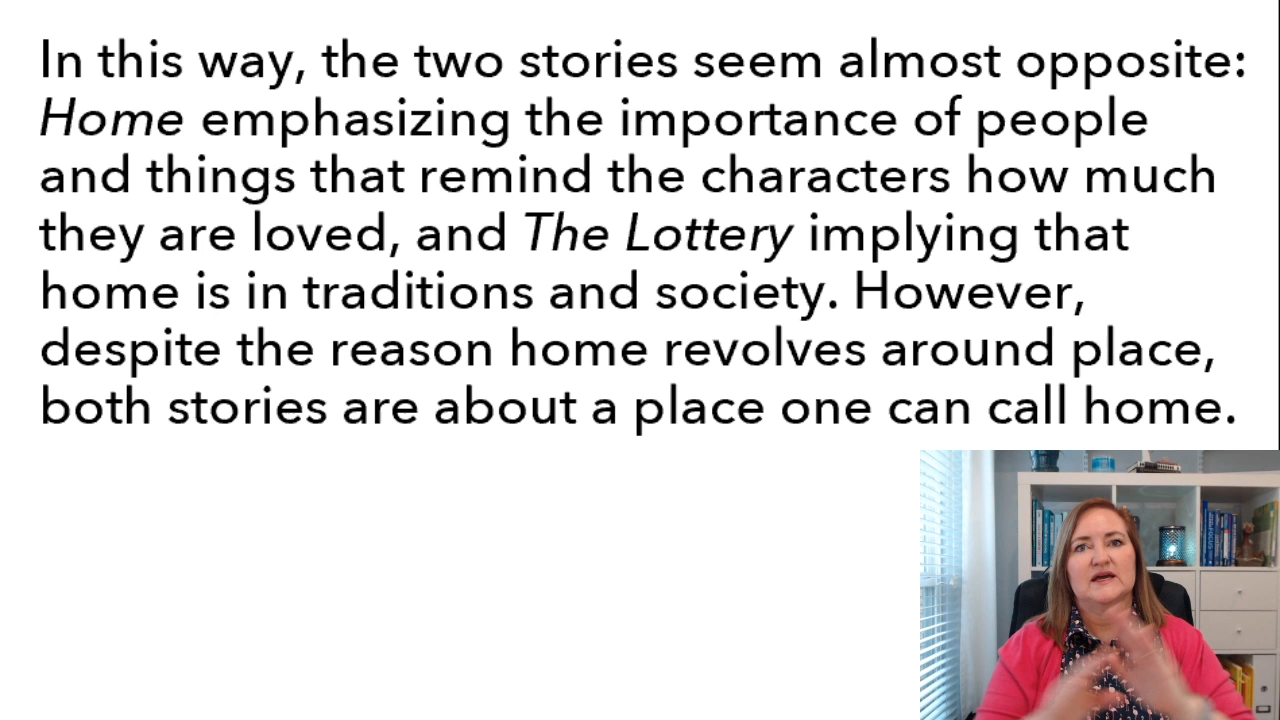 In this way, the two stories seem almost opposite:
Home emphasizing the importance of people
and things that remind the characters how much
they are loved, and The Lottery implying that
home is in traditions and society. However,
despite the reason home revolves around place,
both stories are about a place one can call home.